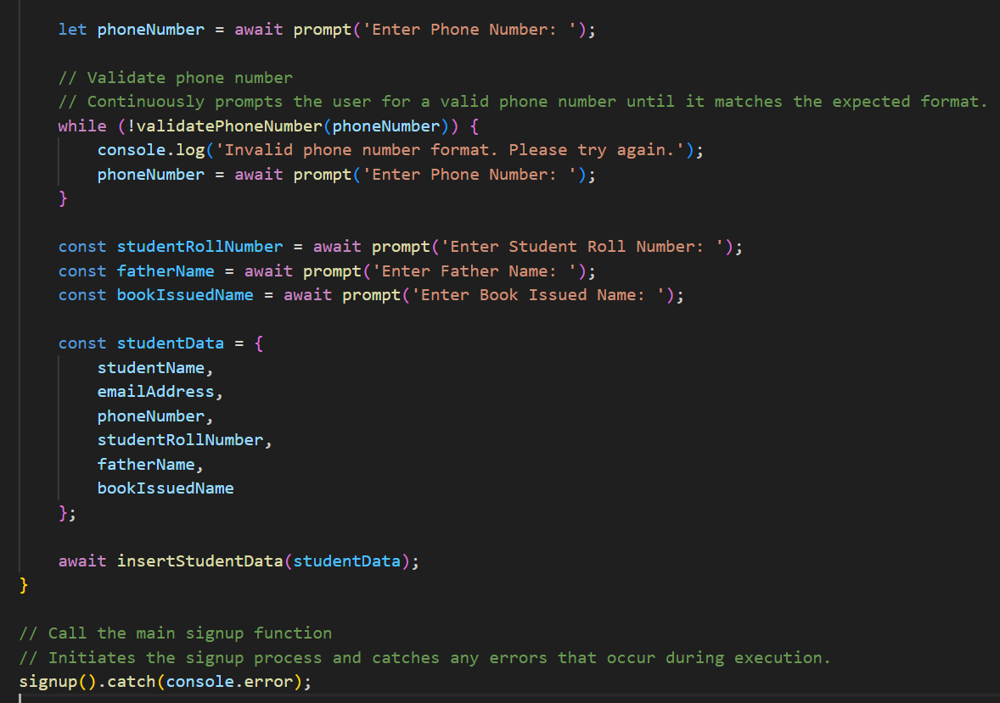 let phoneNumber = await prompt('Enter Phone Number: ');
// Validate phone number
// Continuously prompts the user for a valid phone number until it matches the expected format.
while (!validatePhoneNumber(phoneNumber)) {
console.log('Invalid phone number format. Please try again.');
phoneNumber = await prompt('Enter Phone Number: ');
}
const studentRollNumber = await prompt('Enter Student Roll Number: ');
const fatherName = await prompt('Enter Father Name: ');
const bookIssuedName = await prompt('Enter Book Issued Name: ');
const studentData = {
studentName,
emailAddress,
phoneNumber,
studentRollNumber,
fatherName,
bookIssuedName
};
await insertStudentData(studentData);
}
// Call the main signup function
// Initiates the signup process and catches any errors that occur during execution.
signup().catch(console.error);